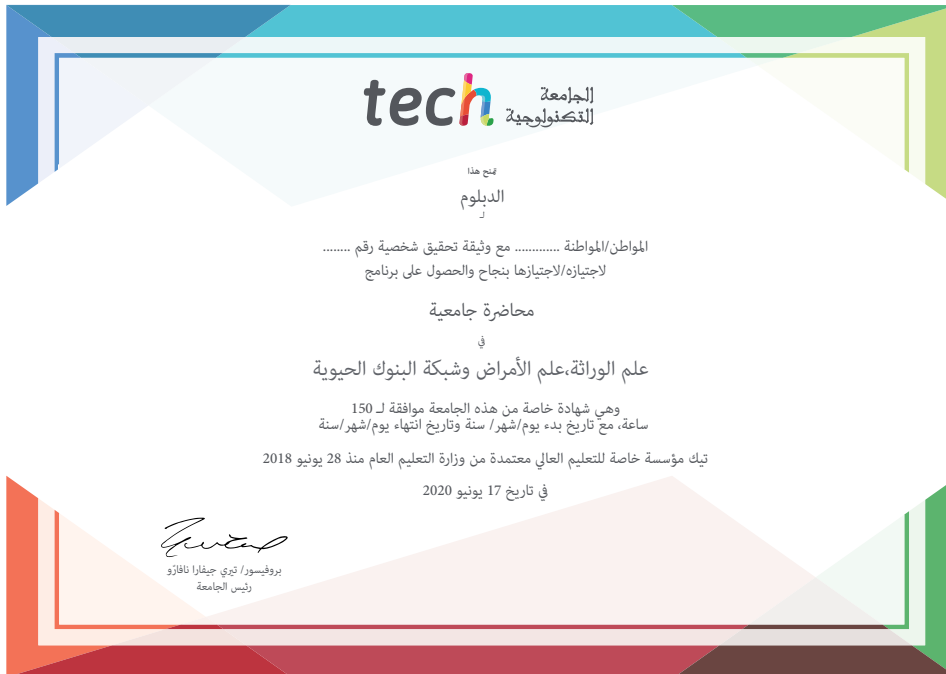 tech الجامعة
التكنولوجية
يمنح هذا
الدبلوم
لـ
المواطن/المواطنة ............. مع وثيقة تحقيق شخصية رقم ........
لاجتيازه/لاجتيازها بنجاح والحصول على برنامج
محاضرة جامعية
في
علم الوراثة،علم الأمراض وشبكة البنوك الحيوية
وهي شهادة خاصة من هذه الجامعة موافقة لـ 150
ساعة، مع تاريخ بدء يوم/شهر/ سنة وتاريخ انتهاء يوم/شهر/سنة
تيك مؤسسة خاصة للتعليم العالي معتمدة من وزارة التعليم العام منذ 28 يونيو 2018
في تاريخ 17 يونيو 2020
بروفيسور/ تيري جيفارا نافارّو
رئيس الجامعة